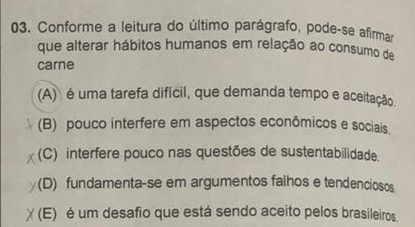 03. Conforme a leitura do último parágrafo, pode-se afirmar
que alterar hábitos humanos em relação ao consumo de
carne
(A) é uma tarefa difícil, que demanda tempo e aceitação.
(B) pouco interfere em aspectos econômicos e sociais.
X (C) interfere pouco nas questões de sustentabilidade.
(D) fundamenta-se em argumentos falhos e tendenciosos.
X (E) é um desafio que está sendo aceito pelos brasileiros.